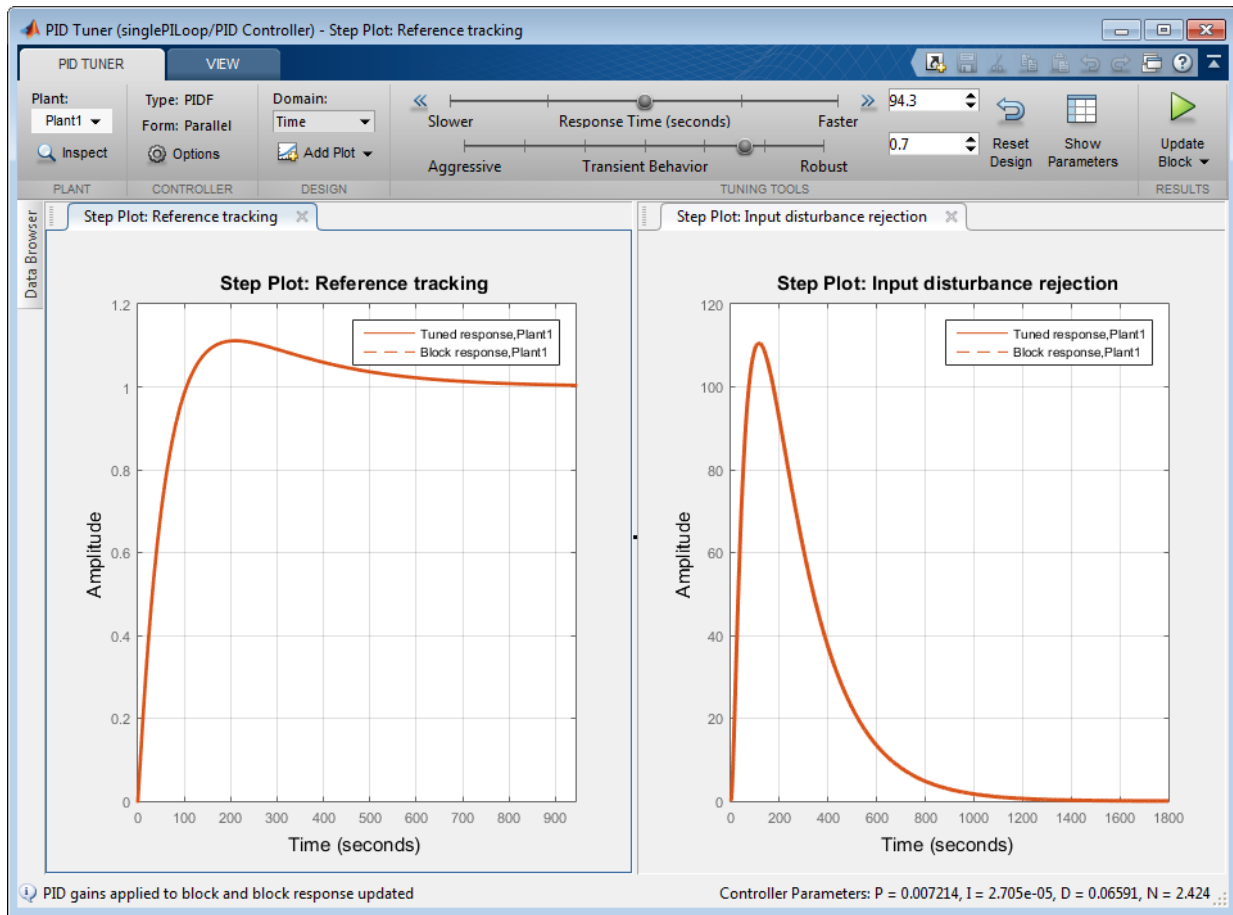 PID Tuner (singlePILoop/PID Controller) - Step Plot: Reference tracking
PID TUNER
VIEW
Plant:
Plant1
Inspect
PLANT
Type: PIDF
Form: Parallel
Options
CONTROLLER
Domain:
Time
Add Plot
DESIGN
Slower
Response Time (seconds)
Faster
94.3
Aggressive
Transient Behavior
Robust
0.7
Reset
Design
Show
Parameters
TUNING TOOLS
Update
Block
RESULTS
Data Browser
Step Plot: Reference tracking
Step Plot: Reference tracking
Tuned response,Plant1
Block response,Plant1
1.2
1
0.8
0.6
0.4
0.2
0
Amplitude
0 100 200 300 400 500 600 700 800 900
Time (seconds)
Step Plot: Input disturbance rejection
Step Plot: Input disturbance rejection
Tuned response,Plant1
Block response,Plant1
120
100
80
60
40
20
0
Amplitude
0 200 400 600 800 1000 1200 1400 1600 1800
Time (seconds)
PID gains applied to block and block response updated
Controller Parameters: P = 0.007214, I = 2.705e-05, D = 0.06591, N = 2.424